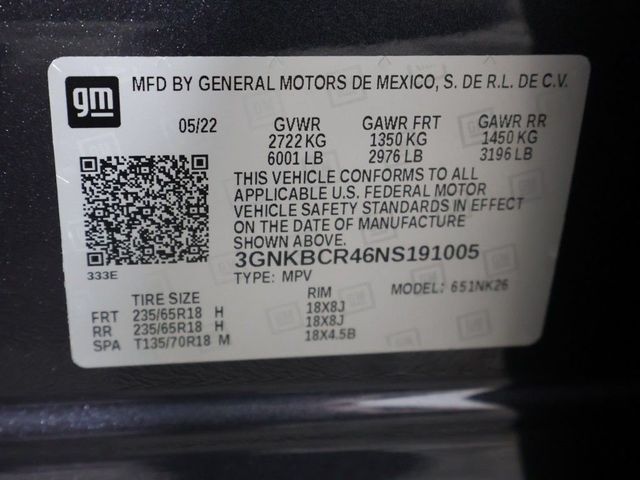 gm MFD BY GENERAL MOTORS DE MEXICO, S. DE R.L. DE C.V.
05/22 GVWR GAWR FRT GAWR RR
2722 KG 1350 KG 1450 KG
6001 LB 2976 LB 3196 LB
THIS VEHICLE CONFORMS TO ALL
APPLICABLE U.S. FEDERAL MOTOR
VEHICLE SAFETY STANDARDS IN EFFECT
ON THE DATE OF MANUFACTURE
SHOWN ABOVE.
333E 3GNKBCR46NS191005
TYPE: MPV MODEL: 651NK26
TIRE SIZE RIM
FRT 235/65R18 H 18X8J
RR 235/65R18 H 18X8J
SPA T135/70R18 M 18X4.5B